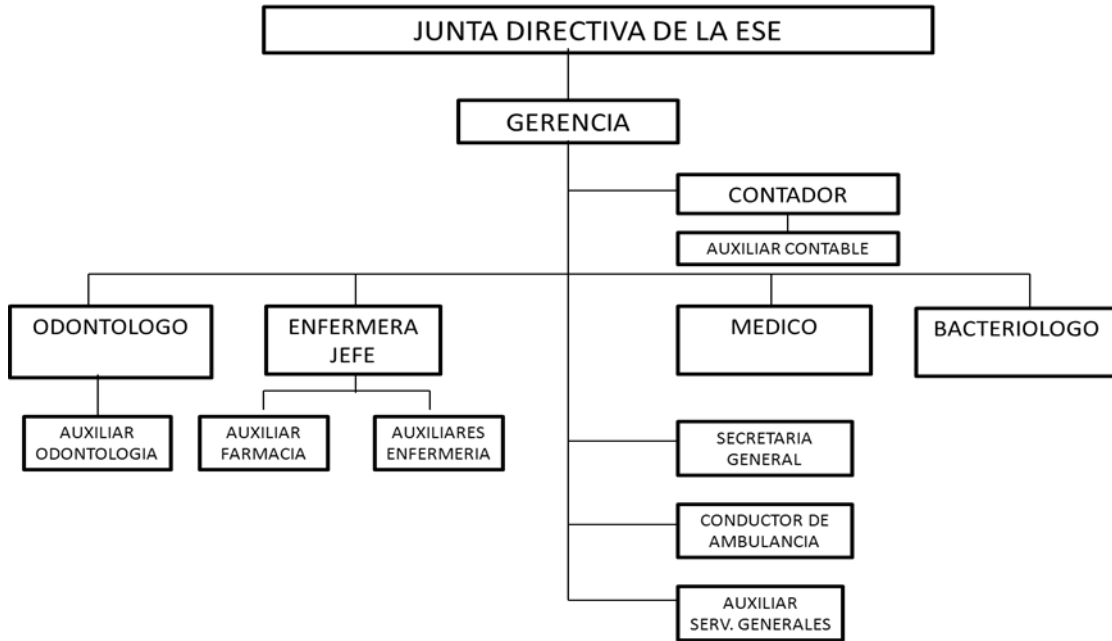 JUNTA DIRECTIVA DE LA ESE
GERENCIA
CONTADOR
AUXILIAR CONTABLE
ODONTOLOGO
ENFERMERA
JEFE
MEDICO
BACTERIOLOGO
AUXILIAR
ODONTOLOGIA
AUXILIAR
FARMACIA
AUXILIARES
ENFERMERIA
SECRETARIA
GENERAL
CONDUCTOR DE
AMBULANCIA
AUXILIAR
SERV. GENERALES